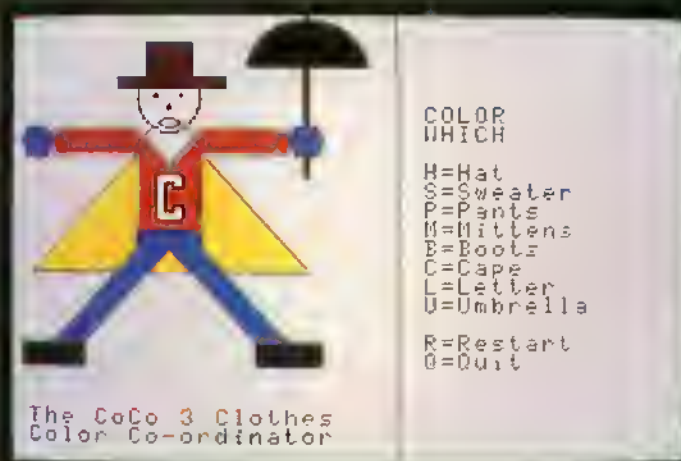 C
COLOR
WHICH
H=Hat
S=Sweater
P=Pants
M=Mittens
B=Boots
C=Cape
L=Letter
U=Umbrella
R=Restart
Q=Quit
The CoCo 3 Clothes
Color Co-ordinator